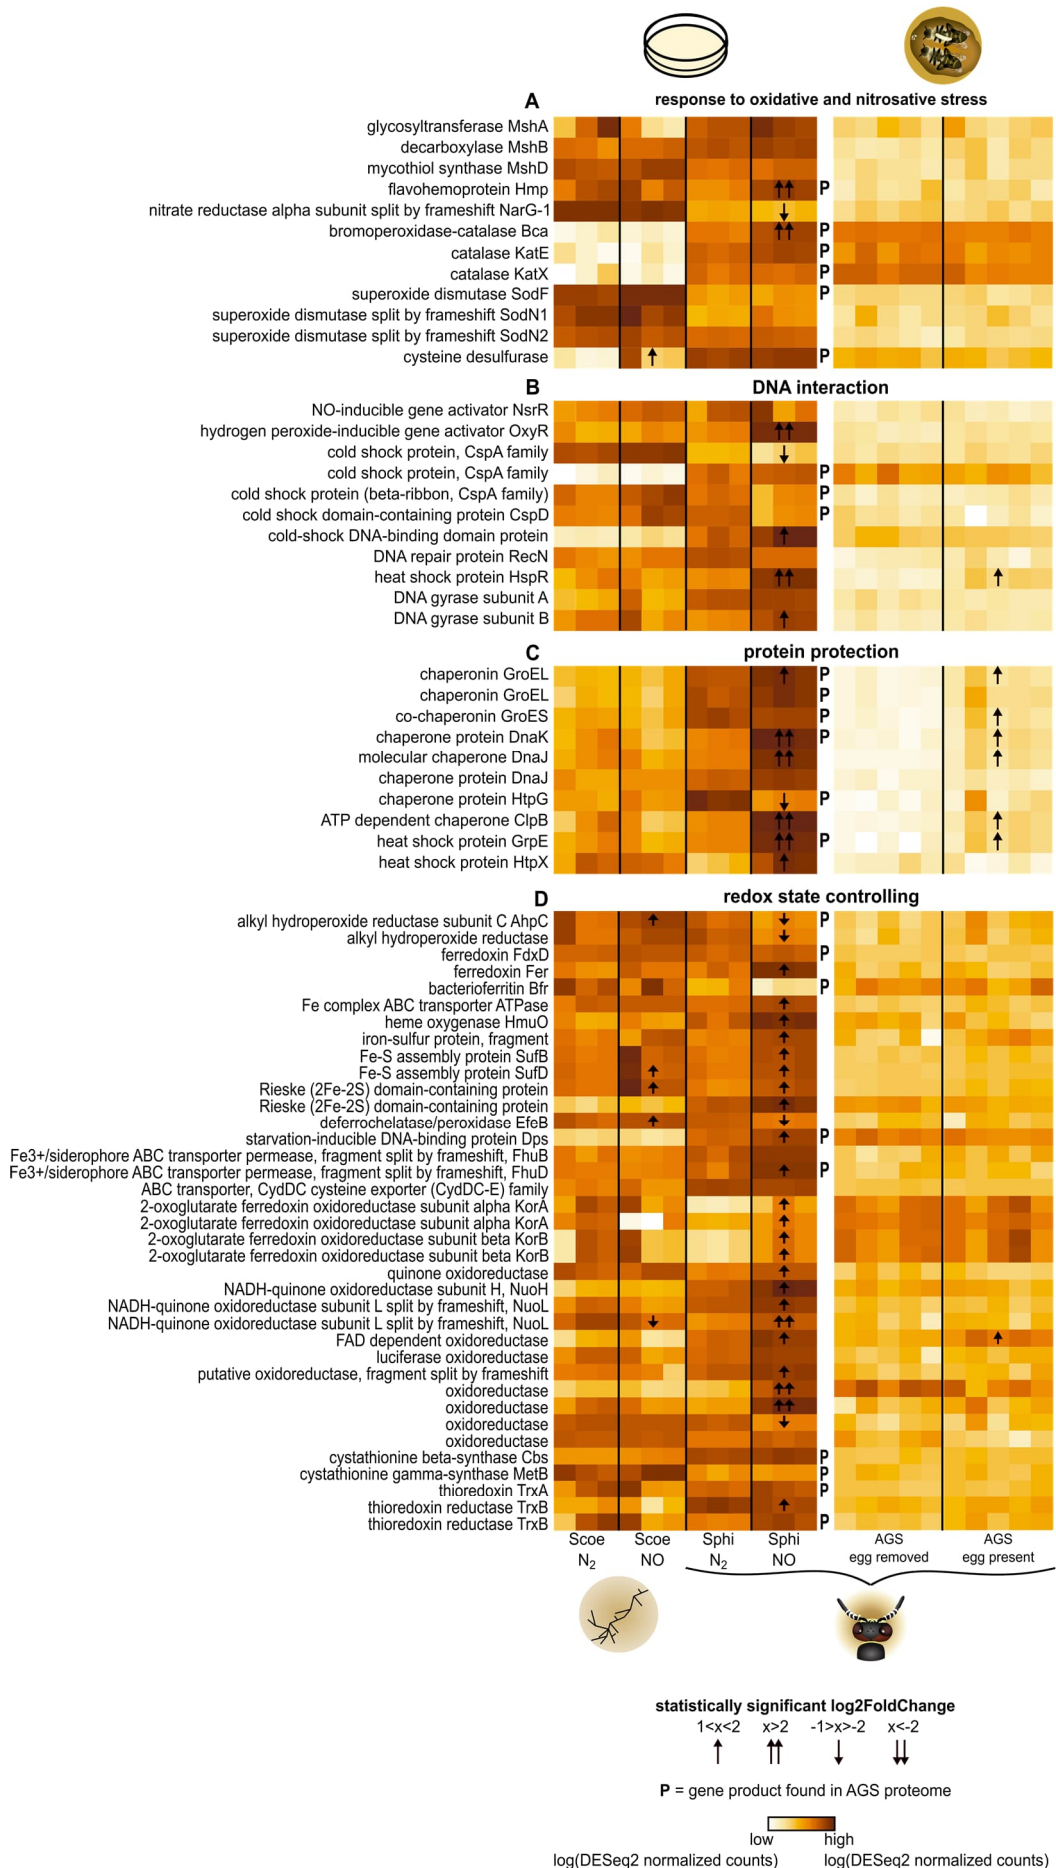 A response to oxidative and nitrosative stress
glycosyltransferase MshA
decarboxylase MshB
mycothiol synthase MshD
flavohemoprotein Hmp P
nitrate reductase alpha subunit split by frameshift NarG-1
bromoperoxidase-catalase Bca P
catalase KatE P
catalase KatX P
superoxide dismutase SodF P
superoxide dismutase split by frameshift SodN1
superoxide dismutase split by frameshift SodN2
cysteine desulfurase P
B DNA interaction
NO-inducible gene activator NsrR
hydrogen peroxide-inducible gene activator OxyR
cold shock protein, CspA family
cold shock protein, CspA family P
cold shock protein (beta-ribbon, CspA family) P
cold shock domain-containing protein CspD P
cold-shock DNA-binding domain protein
DNA repair protein RecN
heat shock protein HspR
DNA gyrase subunit A
DNA gyrase subunit B
C protein protection
chaperonin GroEL P
chaperonin GroEL P
co-chaperonin GroES P
chaperone protein DnaK P
molecular chaperone DnaJ
chaperone protein DnaJ
chaperone protein HtpG P
ATP dependent chaperone ClpB
heat shock protein GrpE P
heat shock protein HtpX
D redox state controlling
alkyl hydroperoxide reductase subunit C AhpC P
alkyl hydroperoxide reductase
ferredoxin FdxD P
ferredoxin Fer
bacterioferritin Bfr P
Fe complex ABC transporter ATPase
heme oxygenase HmuO
iron-sulfur protein, fragment
Fe-S assembly protein SufB
Fe-S assembly protein SufD
Rieske (2Fe-2S) domain-containing protein
Rieske (2Fe-2S) domain-containing protein
deferrochelatase/peroxidase EfeB
starvation-inducible DNA-binding protein Dps P
Fe3+/siderophore ABC transporter permease, fragment split by frameshift, FhuB
Fe3+/siderophore ABC transporter permease, fragment split by frameshift, FhuD P
ABC transporter, CydDC cysteine exporter (CydDC-E) family
2-oxoglutarate ferredoxin oxidoreductase subunit alpha KorA
2-oxoglutarate ferredoxin oxidoreductase subunit alpha KorA
2-oxoglutarate ferredoxin oxidoreductase subunit beta KorB
2-oxoglutarate ferredoxin oxidoreductase subunit beta KorB
quinone oxidoreductase
NADH-quinone oxidoreductase subunit H, NuoH
NADH-quinone oxidoreductase subunit L split by frameshift, NuoL
NADH-quinone oxidoreductase subunit L split by frameshift, NuoL
FAD dependent oxidoreductase
luciferase oxidoreductase
putative oxidoreductase, fragment split by frameshift
oxidoreductase
oxidoreductase
oxidoreductase
oxidoreductase
cystathionine beta-synthase Cbs P
cystathionine gamma-synthase MetB P
thioredoxin TrxA P
thioredoxin reductase TrxB
thioredoxin reductase TrxB P
Scoe Scoe Sphi Sphi AGS AGS
N2 NO N2 NO egg removed egg present
statistically significant log2FoldChange
1<x<2 x>2 -1>x>-2 x<-2
P = gene product found in AGS proteome
low high
log(DESeq2 normalized counts) log(DESeq2 normalized counts)